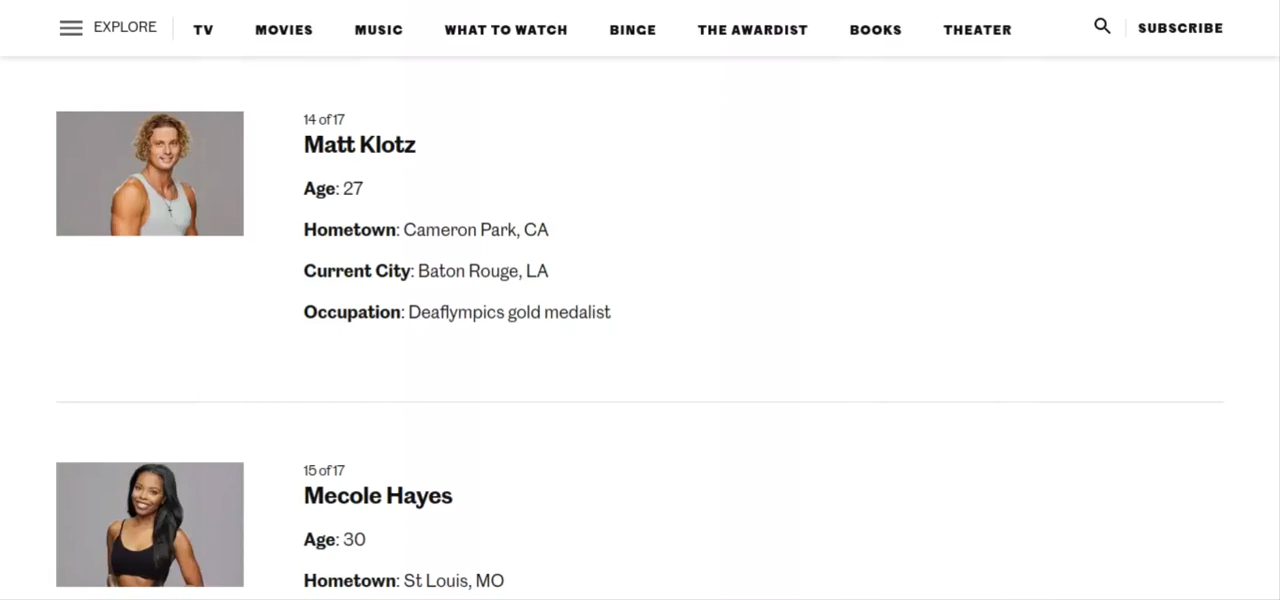 EXPLORE TV MOVIES MUSIC WHAT TO WATCH BINGE THE AWARDIST BOOKS THEATER SUBSCRIBE
14 of 17
Matt Klotz
Age: 27
Hometown: Cameron Park, CA
Current City: Baton Rouge, LA
Occupation: Deaflympics gold medalist
15 of 17
Mecole Hayes
Age: 30
Hometown: St Louis, MO